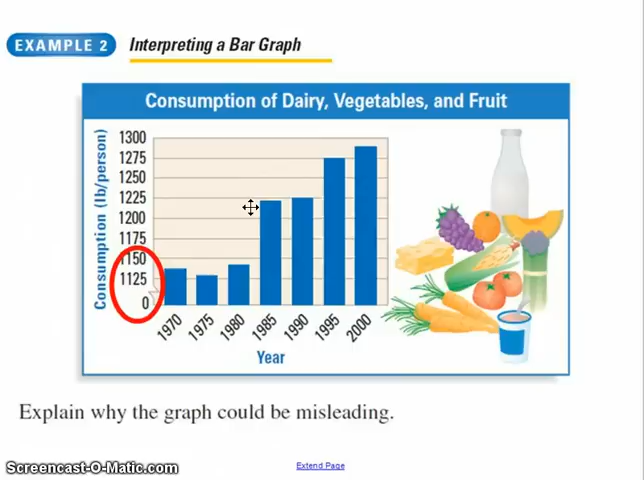 EXAMPLE 2 Interpreting a Bar Graph
Consumption of Dairy, Vegetables, and Fruit
Consumption (lb/person)
1300
1275
1250
1225
1200
1175
1150
1125
0
1970 1975 1980 1985 1990 1995 2000
Year
Explain why the graph could be misleading.
Extend Page
Screencast-O-Matic.com